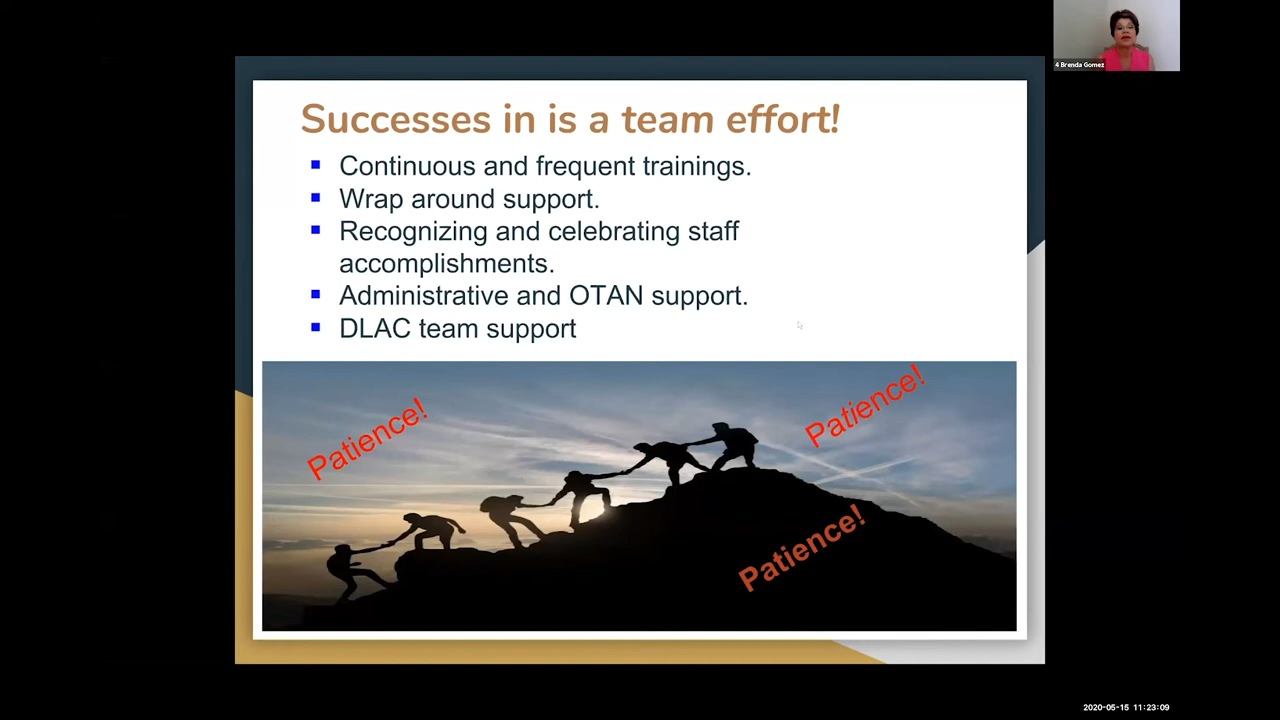 4 Brenda Gomez
Successes in is a team effort!
Continuous and frequent trainings.
Wrap around support.
Recognizing and celebrating staff
accomplishments.
Administrative and OTAN support.
DLAC team support
Patience!
Patience!
Patience!
2020-05-15 11:23:09